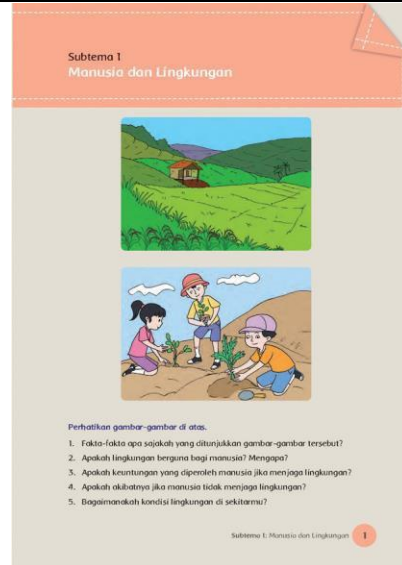 Subtema 1
Manusia dan Lingkungan
Perhatikan gambar-gambar di atas.
1. Fakta-fakta apa sajakah yang ditunjukkan gambar-gambar tersebut?
2. Apakah lingkungan berguna bagi manusia? Mengapa?
3. Apakah keuntungan yang diperoleh manusia jika menjaga lingkungan?
4. Apakah akibatnya jika manusia tidak menjaga lingkungan?
5. Bagaimanakah kondisi lingkungan di sekitarmu?
Subtema 1: Manusia dan Lingkungan 1